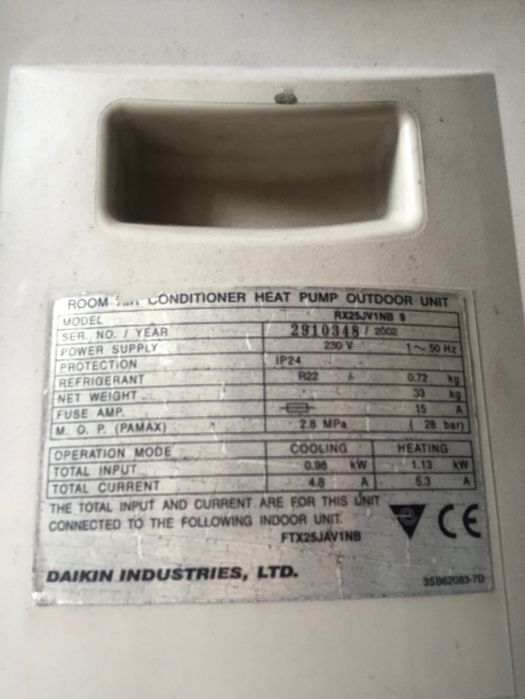 ROOM AIR CONDITIONER HEAT PUMP OUTDOOR UNIT
MODEL RX25JV1NB 9
SER. NO. / YEAR 2910348 / 2002
POWER SUPPLY 230 V 1～50 Hz
PROTECTION IP24
REFRIGERANT R22 0.72 kg
NET WEIGHT 33 kg
FUSE AMP. 15 A
M. O. P. (PAMAX) 2.8 MPa ( 28 bar)
OPERATION MODE COOLING HEATING
TOTAL INPUT 0.98 kW 1.13 kW
TOTAL CURRENT 4.8 A 5.3 A
THE TOTAL INPUT AND CURRENT ARE FOR THIS UNIT
CONNECTED TO THE FOLLOWING INDOOR UNIT.
FTX25JAV1NB
CE
DAIKIN INDUSTRIES, LTD.
3SB62083-7D